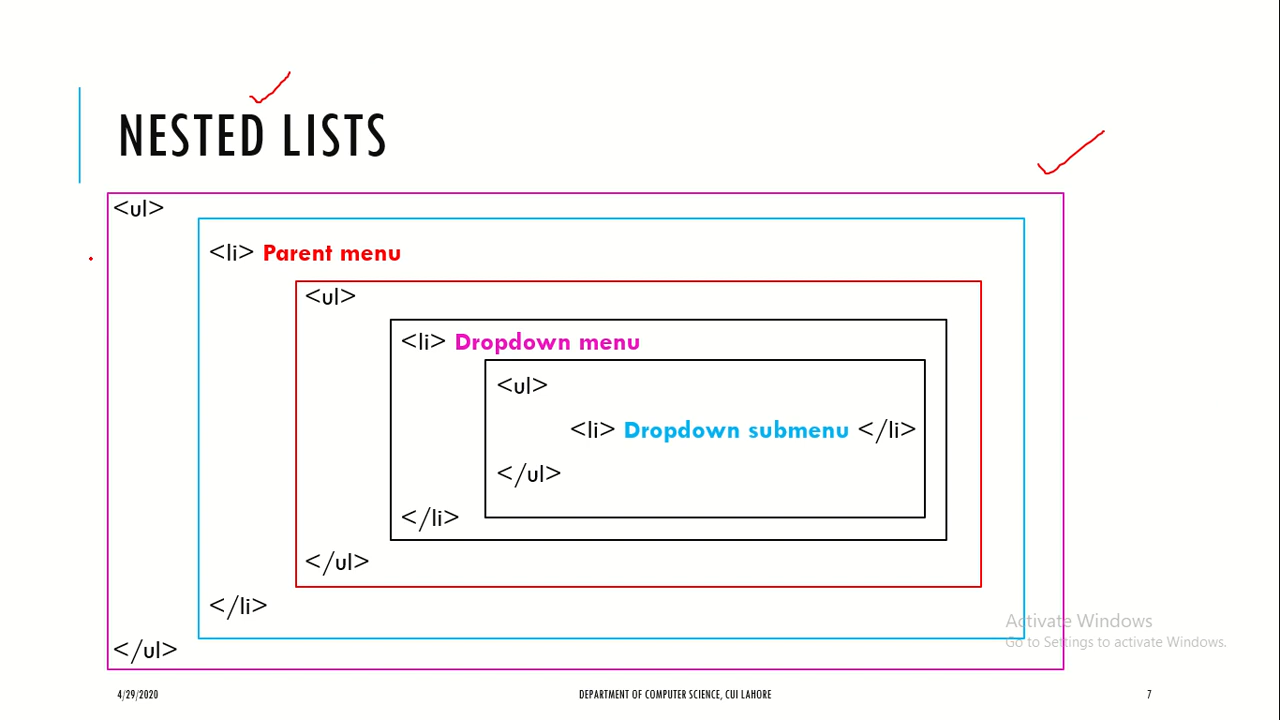 NESTED LISTS
<ul>
<li> Parent menu
<ul>
<li> Dropdown menu
<ul>
<li> Dropdown submenu </li>
</ul>
</li>
</ul>
</li>
</ul>
Activate Windows
Go to Settings to activate Windows.
4/29/2020 DEPARTMENT OF COMPUTER SCIENCE, CUI LAHORE 7